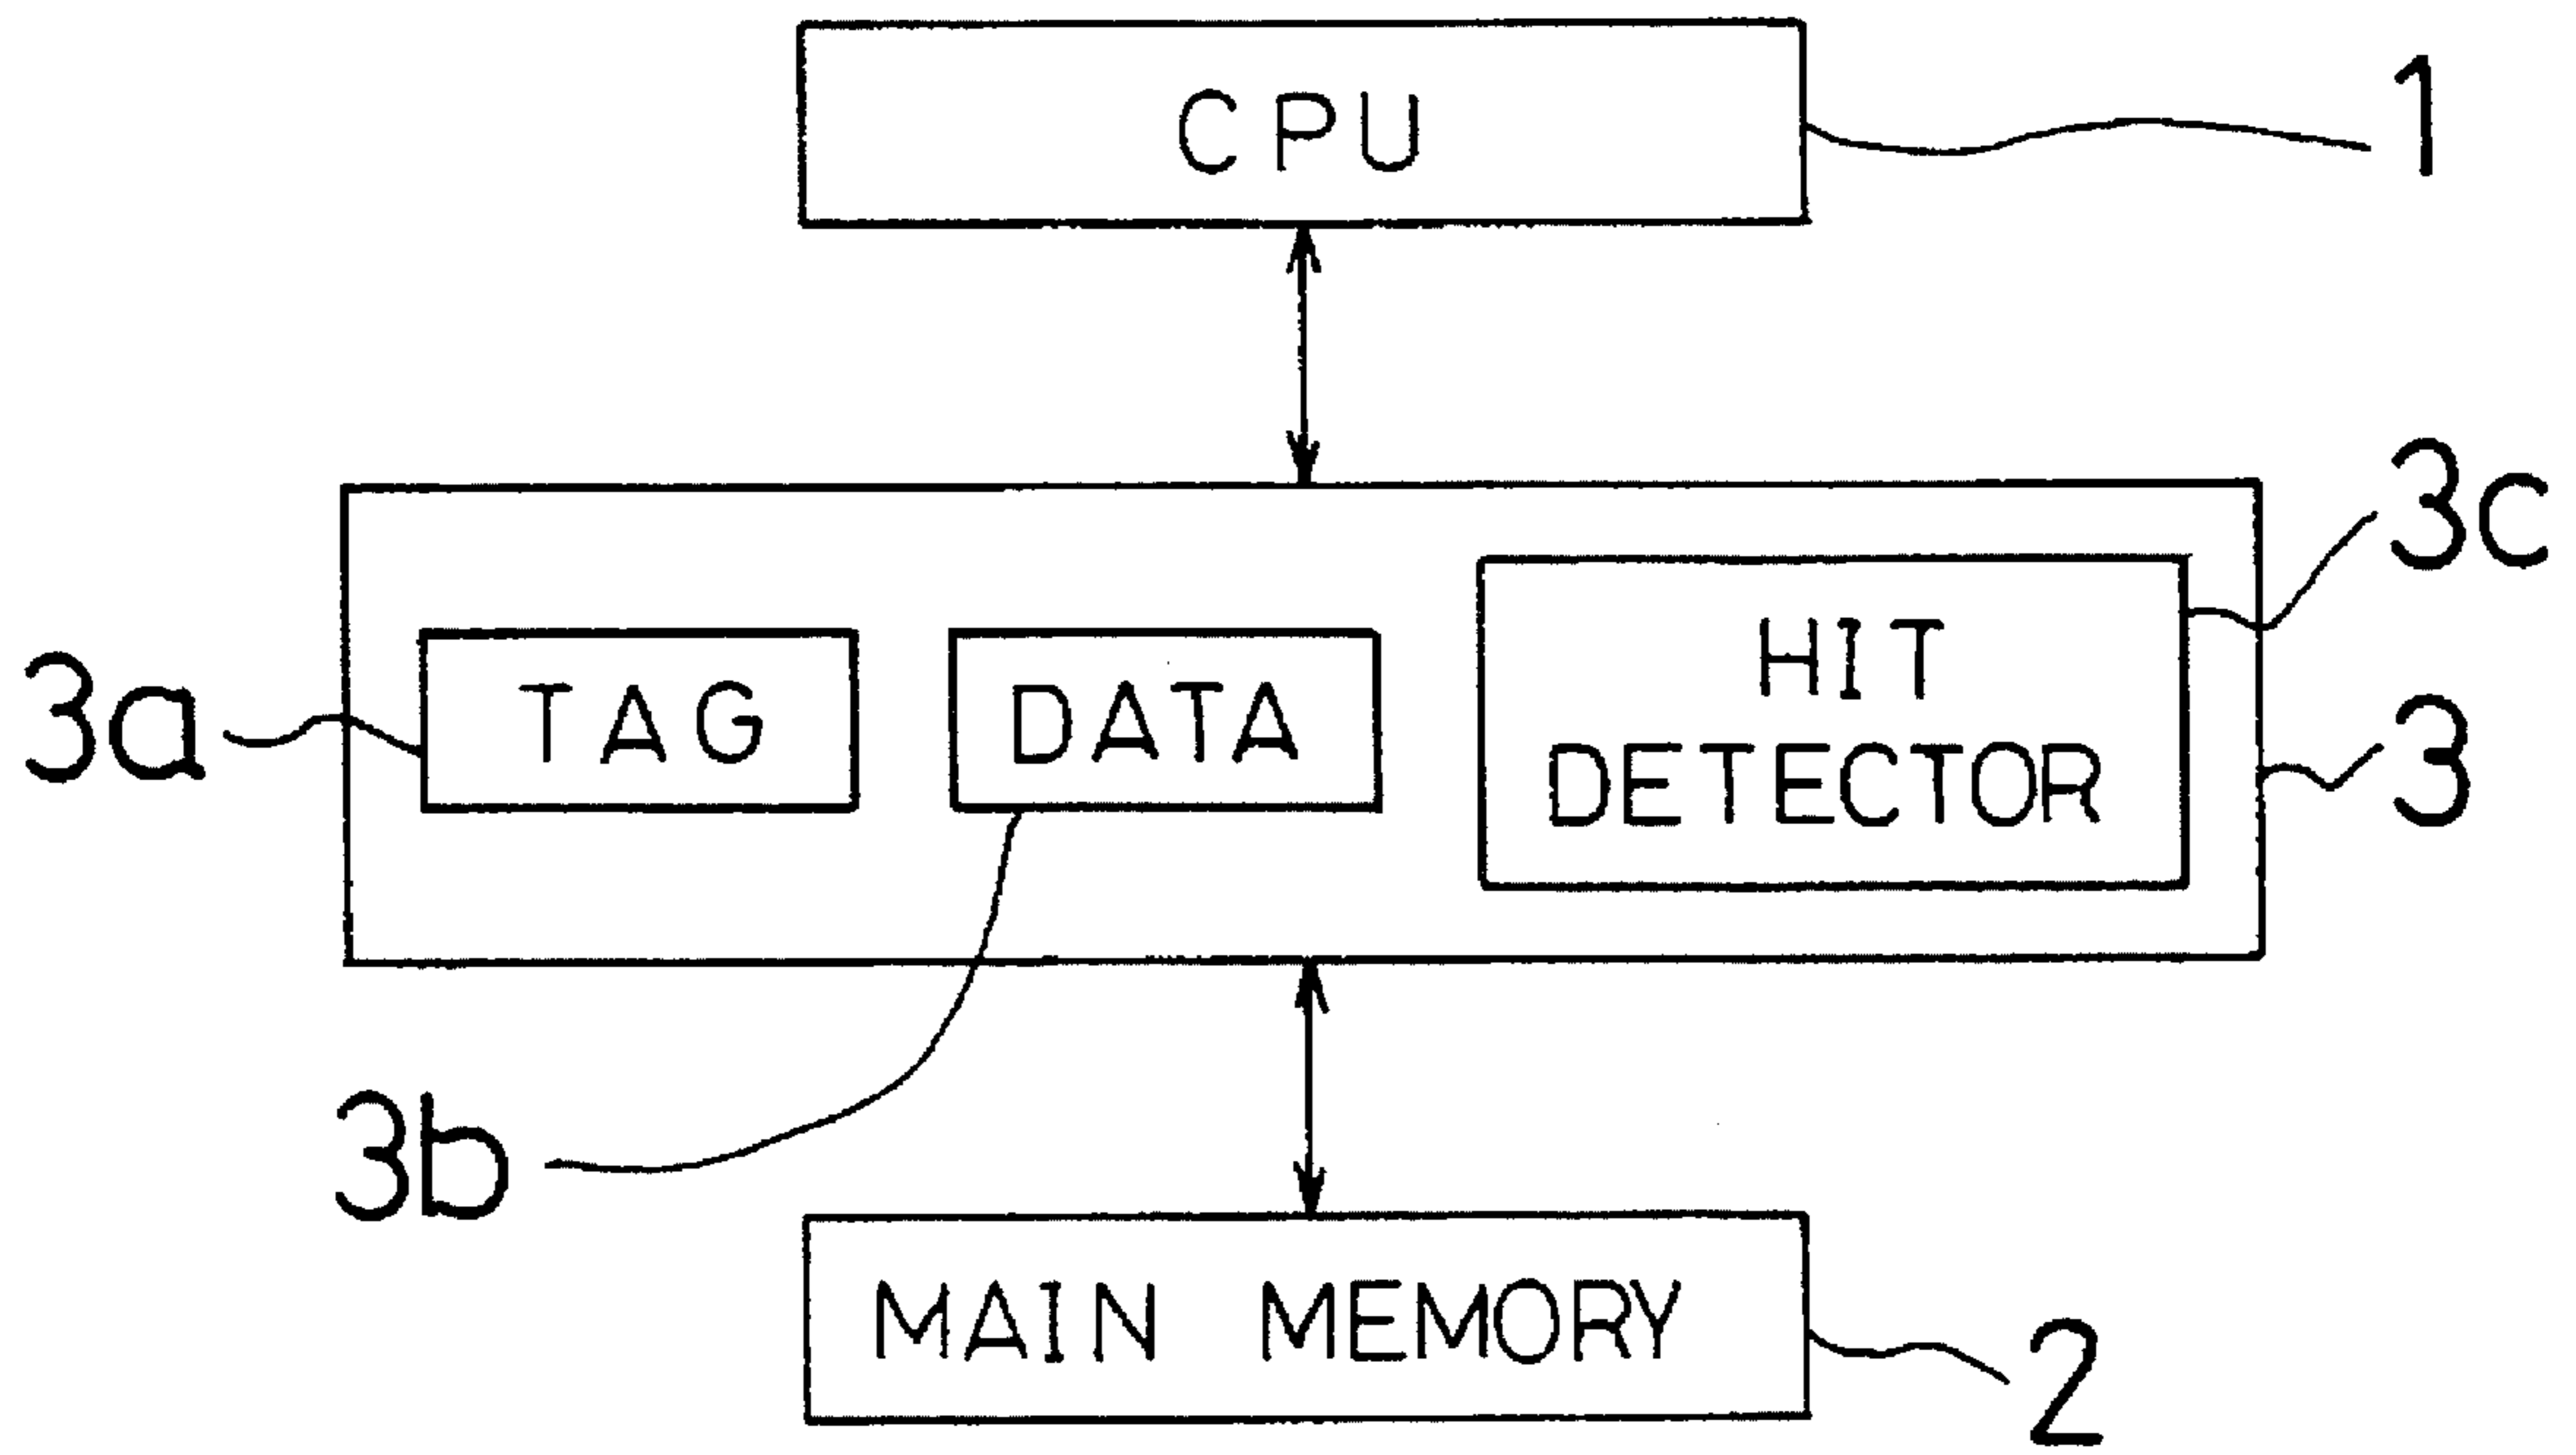 CPU
1
3c
HIT
TAG
DATA
DETECTOR
3a
3
3b
MAIN MEMORY
2